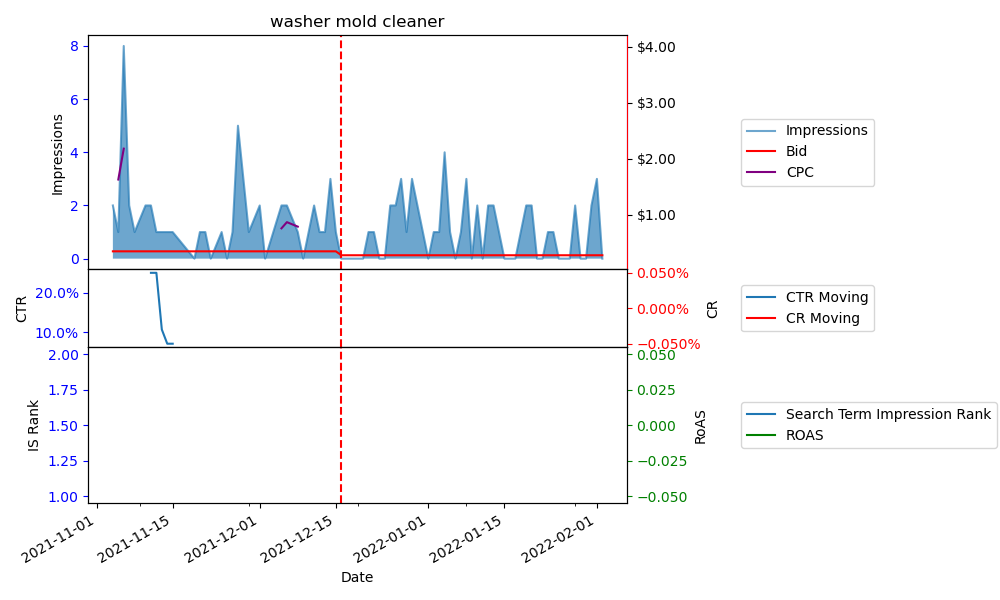 washer mold cleaner
8
6
4
2
0
Impressions
$4.00
$3.00
$2.00
$1.00
Impressions
Bid
CPC
20.0%
10.0%
CTR
0.050%
0.000%
−0.050%
CR
CTR Moving
CR Moving
2.00
1.75
1.50
1.25
1.00
IS Rank
0.050
0.025
0.000
−0.025
−0.050
RoAS
Search Term Impression Rank
ROAS
2021-11-01
2021-11-15
2021-12-01
2021-12-15
2022-01-01
2022-01-15
2022-02-01
Date